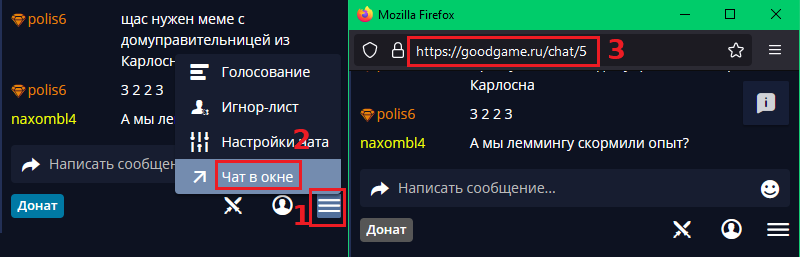 polis6 щас нужен меме с
домуправительницей из
Карлосна
polis6 3 2 2 3
naxombl4 А мы лем
Голосование
Игнор-лист
Настройки чата
2
Чат в окне
Написать сообщен
Донат
1
Mozilla Firefox
https://goodgame.ru/chat/5
3
Карлосна
polis6 3 2 2 3
naxombl4 А мы леммингу скормили опыт?
Написать сообщение...
Донат